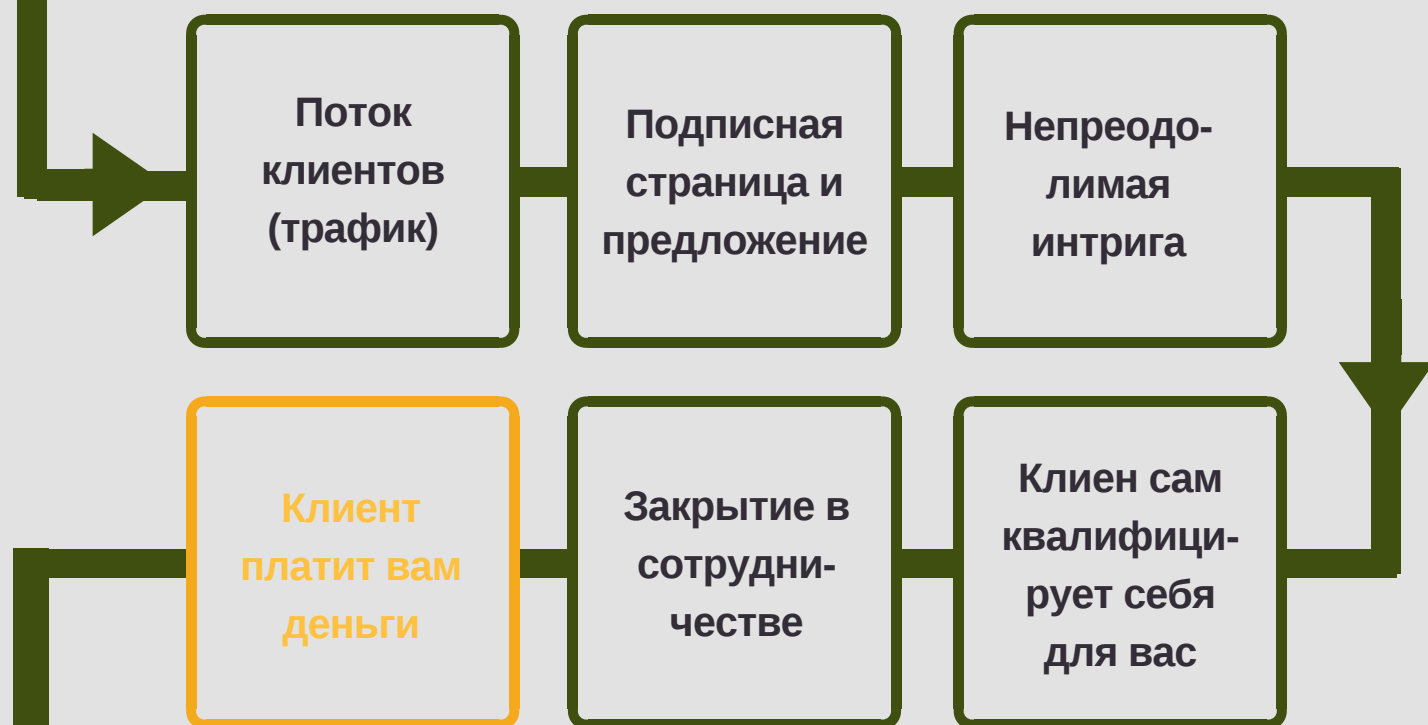 Поток
клиентов
(трафик)
Подписная
страница и
предложение
Непреодо-
лимая
интрига
Клиент
платит вам
деньги
Закрытие в
сотрудни-
честве
Клиен сам
квалифици-
рует себя
для вас